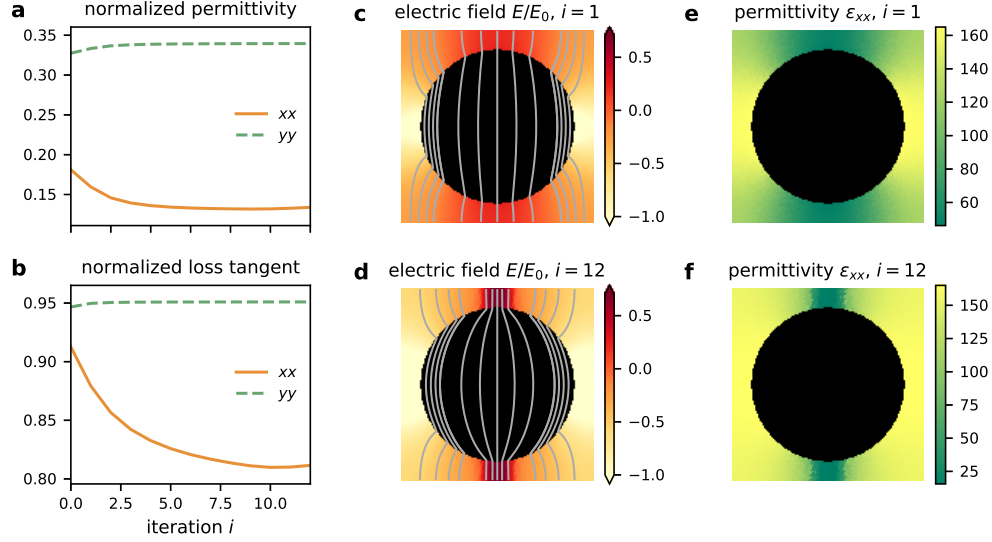 a normalized permittivity
0.35
0.30
0.25
0.20
0.15
xx
yy
b normalized loss tangent
0.95
0.90
0.85
0.80
xx
yy
0.0 2.5 5.0 7.5 10.0
iteration i
c electric field E/E₀, i = 1
0.5
0.0
−0.5
−1.0
d electric field E/E₀, i = 12
0.5
0.0
−0.5
−1.0
e permittivity εₓₓ, i = 1
160
140
120
100
80
60
f permittivity εₓₓ, i = 12
150
125
100
75
50
25